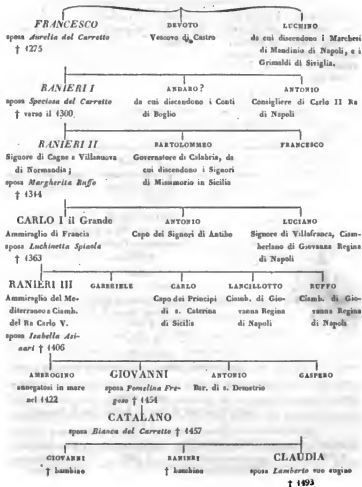 FRANCESCO
sposa Aurelia del Carretto
† 1275
DEVOTO
Vescovo di Castro
LUCHINO
da cui discendono i Marchesi
di Mandinio di Napoli, e i
Grimaldi di Siviglia.
RANIERI I
sposa Speciosa del Carretto
† verso il 1300
ANDARO?
da cui discendono i Conti
di Boglio
ANTONIO
Consigliere di Carlo II Re
di Napoli
RANIERI II
Signore di Cagne e Villanuova
di Normandia;
sposa Margherita Ruffo
† 1314
BARTOLOMMEO
Governatore di Calabria, da
cui discendono i Signori
di Missimorio in Sicilia
FRANCESCO
CARLO I il Grande
Ammiraglio di Francia
sposa Luchinetta Spinola
† 1363
ANTONIO
Capo dei Signori di Antibo
LUCIANO
Signore di Villafranca, Ciam-
berlano di Giovanna Regina
di Napoli
RANIERI III
Ammiraglio del Me-
diterraneo e Ciamb.
del Re Carlo V.
sposa Isabella Asi-
nari † 1406
GABRIELE
CARLO
Capo dei Principi
di s. Caterina
di Sicilia
LANCILLOTTO
Ciamb. di Gio-
vanna Regina
di Napoli
RUFFO
Ciamb. di Gio-
vanna Regina
di Napoli
AMBROGINO
annegatosi in mare
nel 1422
GIOVANNI
sposa Pomelina Fre-
goso † 1454
ANTONIO
Bar. di s. Demetrio
GASPERO
CATALANO
sposa Bianca del Carretto † 1457
GIOVANNI
† bambino
RANIERI
† bambino
CLAUDIA
sposa Lamberto suo cugino
† 1493